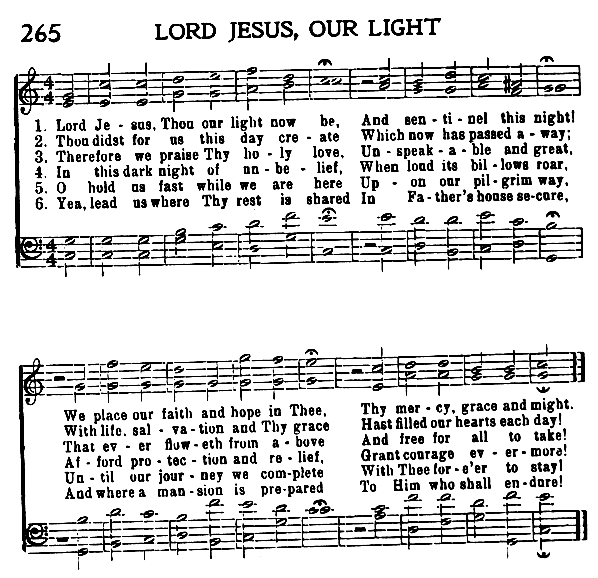 265 LORD JESUS, OUR LIGHT
1. Lord Je - sus, Thou our light now be, And sen - ti - nel this night!
2. Thou didst for us this day cre - ate Which now has passed a - way;
3. Therefore we praise Thy ho - ly love, Un - speak - a - ble and great,
4. In this dark night of un - be - lief, When loud its bil - lows roar,
5. O hold us fast while we are here Up - on our pil - grim way,
6. Yea, lead us where Thy rest is shared In Fa - ther's house se - cure,
We place our faith and hope in Thee, Thy mer - cy, grace and might.
With life, sal - va - tion and Thy grace Hast filled our hearts each day!
That ev - er flow - eth from a - bove And free for all to take!
Af - ford pro - tec - tion and re - lief, Grant courage ev - er - more!
Un - til our jour - ney we com - plete With Thee for - e'er to stay!
And where a man - sion is pre - pared To Him who shall en - dure!